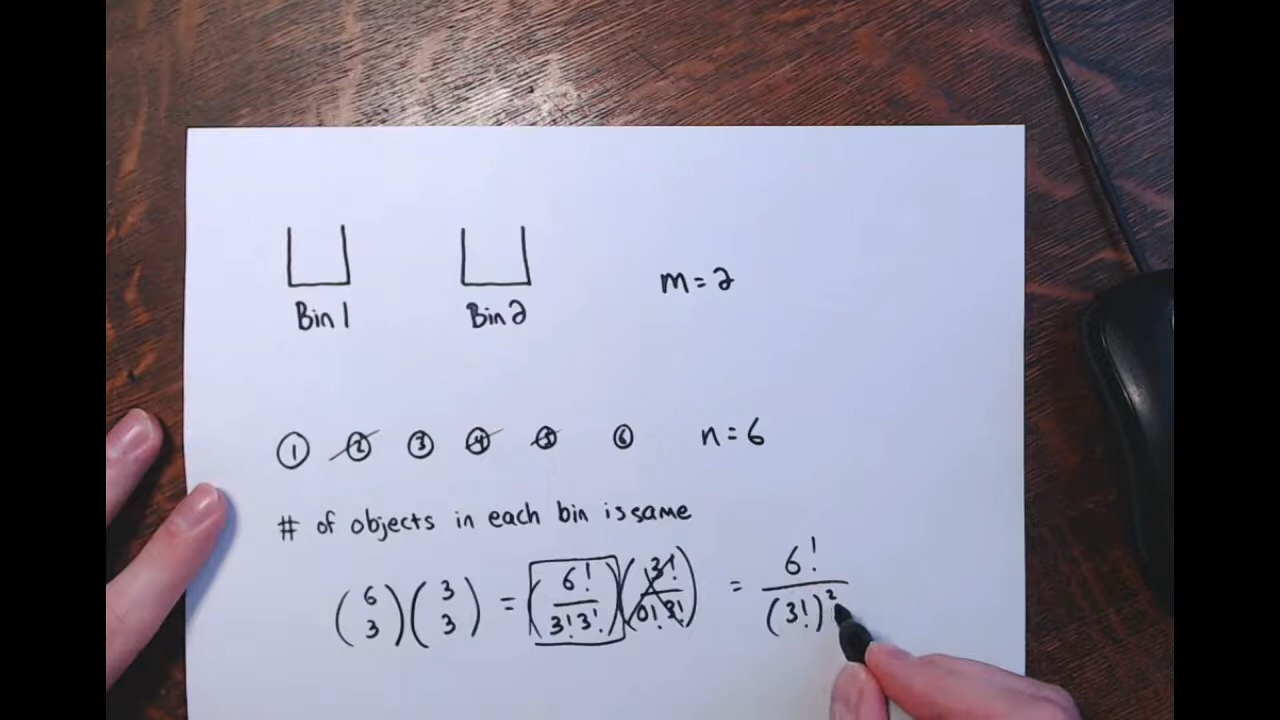 Bin 1 Bin 2 m = 2
1 2 3 4 5 6 n = 6
# of objects in each bin is same
(6 3)(3 3) = (6!/3!3!)(3!/0!3!) = 6!/(3!)²